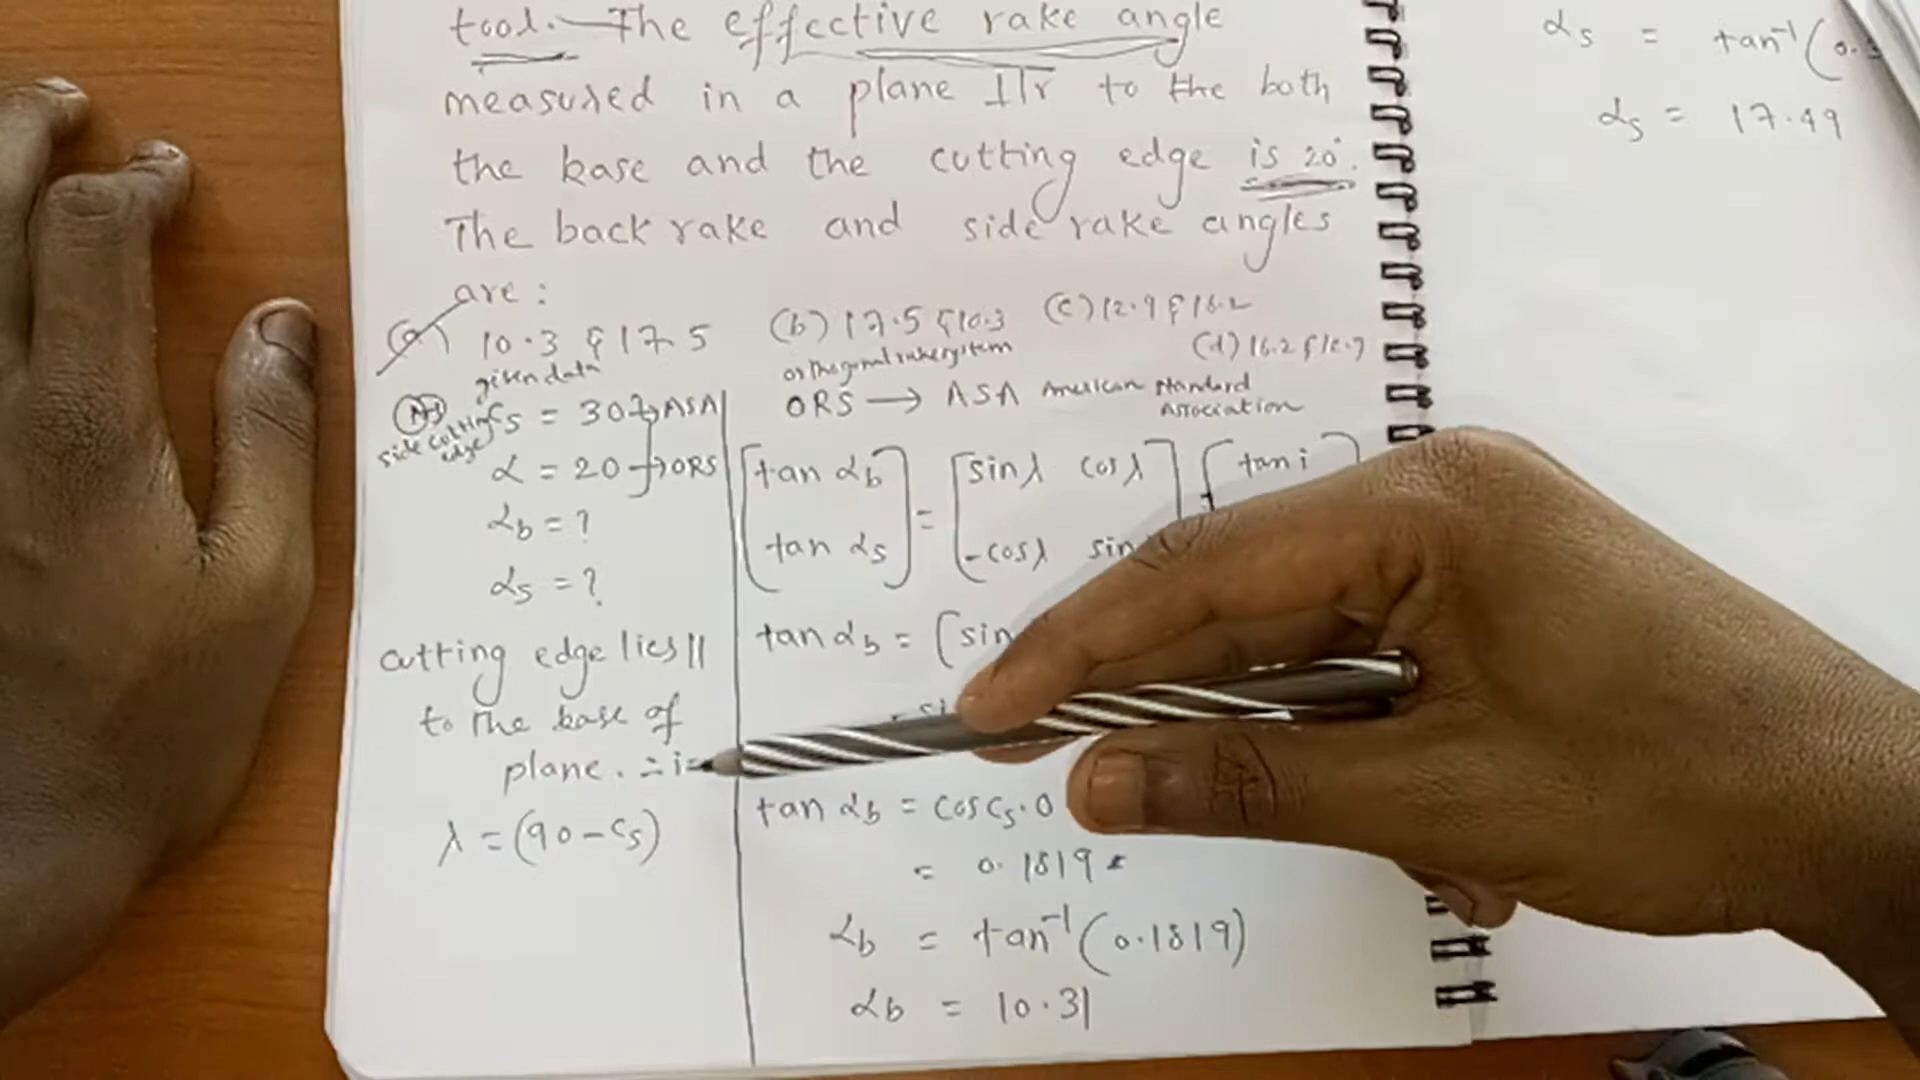 tool. The effective rake angle
measured in a plane ⊥lr to the both
the base and the cutting edge is 20°.
The back rake and side rake angles
are:
(a) 10.3 & 17.5 (b) 17.5 & 10.3 (c) 12.9 & 16.2
(d) 16.2 & 12.9
given data
Cs = 30 → ASA
side cutting
edge
α = 20 → ORS
αb = ?
αs = ?
cutting edge lies ||
to the base of
plane. ∴ i=
λ = (90-Cs)
orthogonal rake system
ORS → ASA American Standard
Association
[tan αb] = [sinλ cosλ] [tan i
[tan αs] [-cosλ sin
tan αb = (sin
tan αb = cos Cs. 0
= 0.1819
αb = tan⁻¹(0.1819)
αb = 10.31
αs = tan⁻¹(0.
αs = 17.49